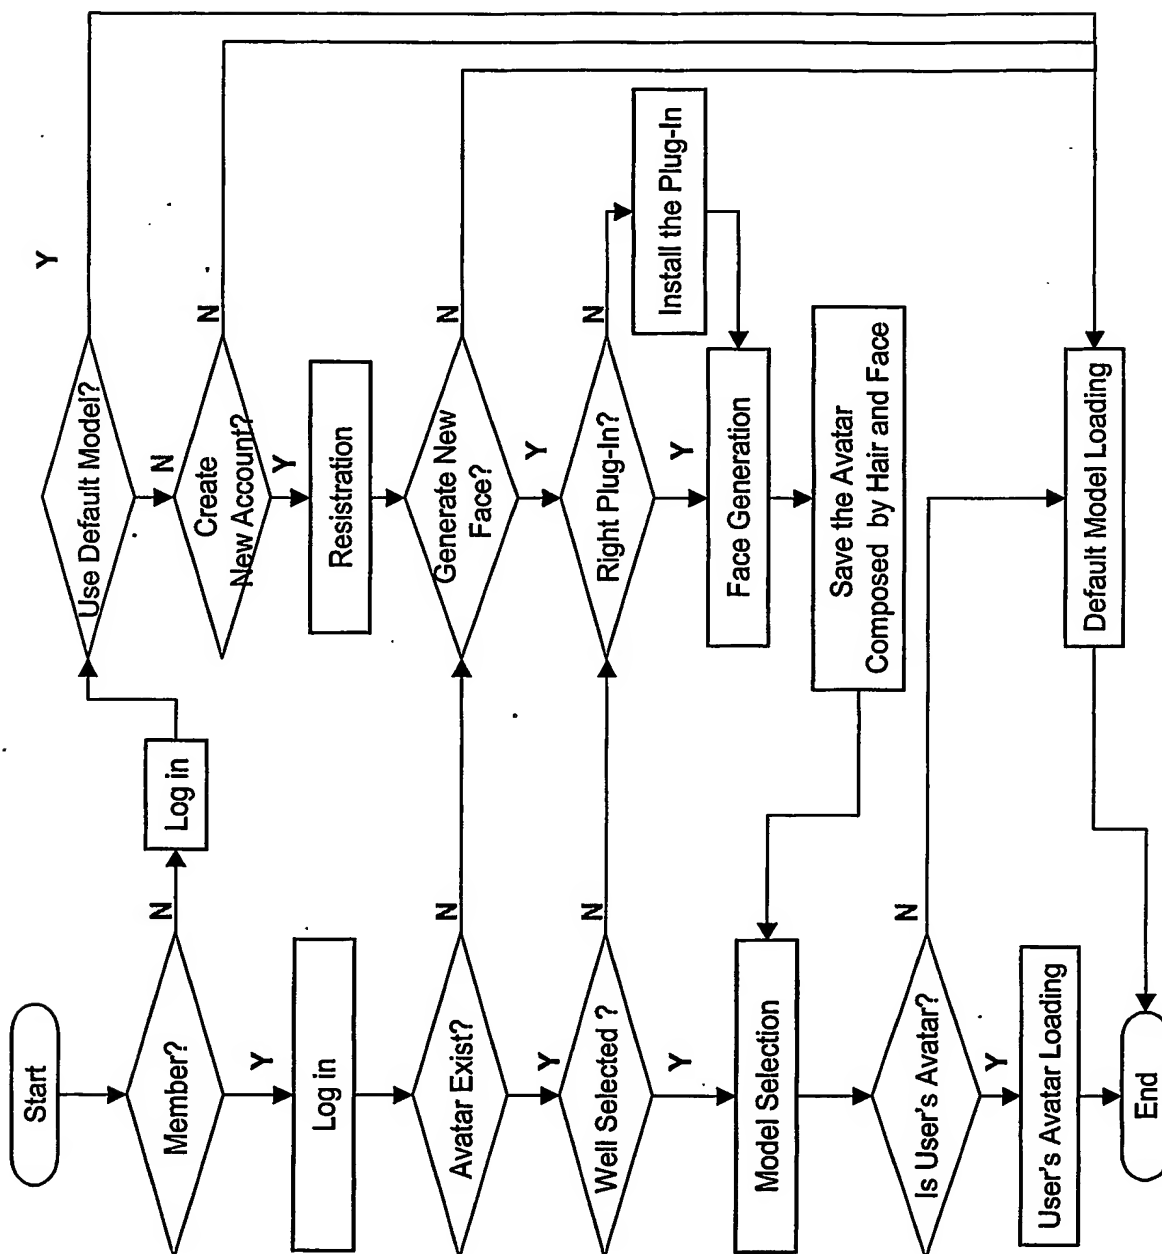 Start
Member?
N
Log in
Y
Log in
Use Default Model?
Y
N
Create
New Account?
N
Y
Resistration
Avatar Exist?
N
Y
Generate New
Face?
N
Y
Well Selected ?
N
Y
Right Plug-In?
N
Y
Install the Plug-In
Face Generation
Save the Avatar
Composed by Hair and Face
Model Selection
Is User's Avatar?
N
Y
User's Avatar Loading
Default Model Loading
End